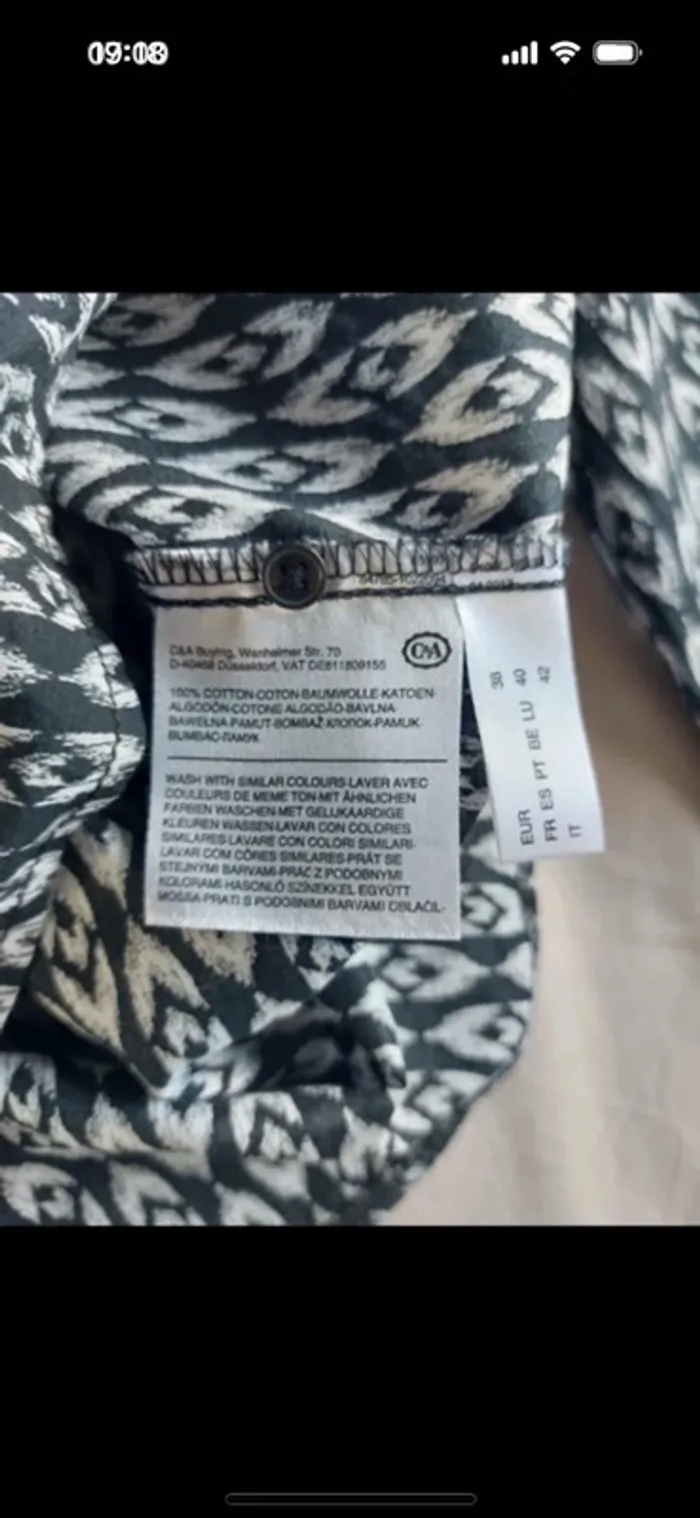 C&A Buying, Wanheimer Str. 70
D-40468 Düsseldorf, VAT DE811809155
C&A
100% COTTON-COTON-BAUMWOLLE-KATOEN-
ALGODÓN-COTONE-ALGODÃO-BAVLNA-
BAWEŁNA-PAMUT-BOMBAŽ-ХЛОПОК-PAMUK-
BUMBAC-ПАМУК
WASH WITH SIMILAR COLOURS-LAVER AVEC
COULEURS DE MEME TON-MIT ÄHNLICHEN
FARBEN WASCHEN-MET GELIJKAARDIGE
KLEUREN WASSEN-LAVAR CON COLORES
SIMILARES-LAVARE CON COLORI SIMILARI-
LAVAR COM CÔRES SIMILARES-PRÁT SE
STEJNYMI BARVAMI-PRAĆ Z PODOBNYMI
KOLORAMI-HASONLÓ SZÍNEKKEL EGYÜTT
MOSSA-PRATI S PODOBNIMI BARVAMI OBLAČIL-
EUR 38
FR ES PT BE LU 40
IT 42